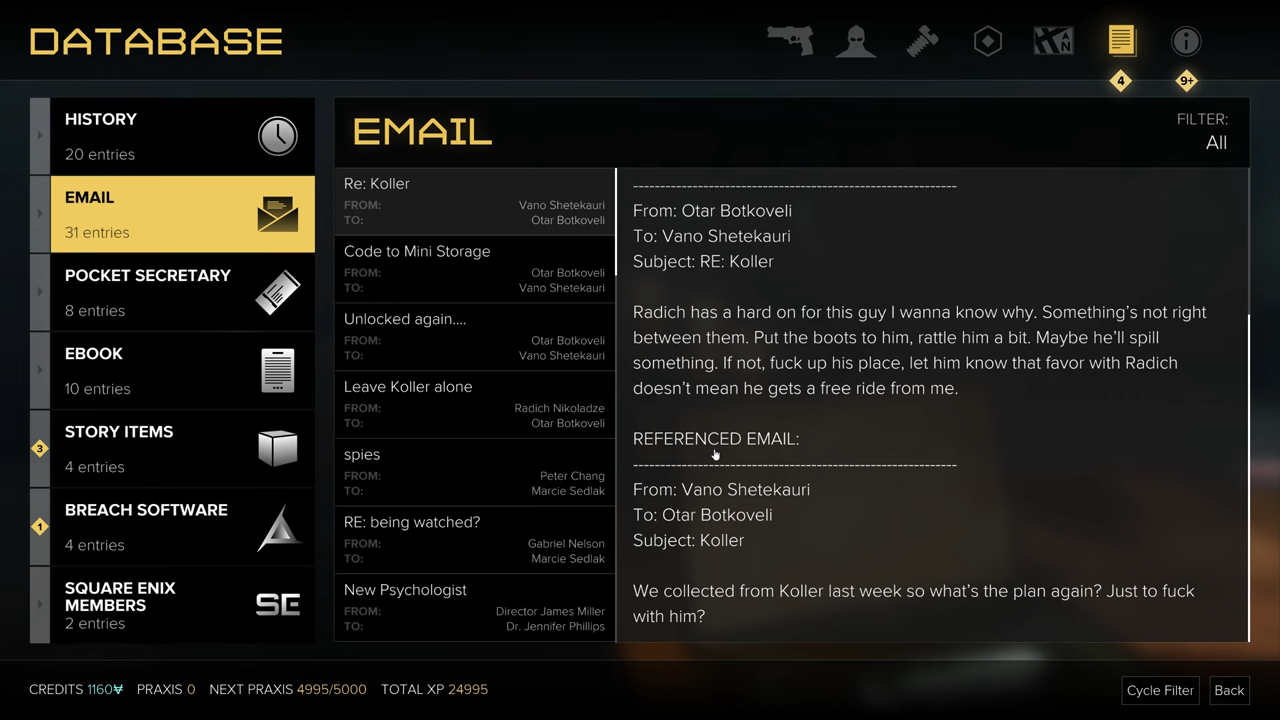 DATABASE
4
9+
HISTORY
20 entries
EMAIL
31 entries
POCKET SECRETARY
8 entries
EBOOK
10 entries
3
STORY ITEMS
4 entries
1
BREACH SOFTWARE
4 entries
SQUARE ENIX
MEMBERS
2 entries
SE
EMAIL
FILTER:
All
Re: Koller
FROM: Vano Shetekauri
TO: Otar Botkoveli
Code to Mini Storage
FROM: Otar Botkoveli
TO: Vano Shetekauri
Unlocked again....
FROM: Otar Botkoveli
TO: Vano Shetekauri
Leave Koller alone
FROM: Radich Nikoladze
TO: Otar Botkoveli
spies
FROM: Peter Chang
TO: Marcie Sedlak
RE: being watched?
FROM: Gabriel Nelson
TO: Marcie Sedlak
New Psychologist
FROM: Director James Miller
TO: Dr. Jennifer Phillips
------------------------------------------------------------
From: Otar Botkoveli
To: Vano Shetekauri
Subject: RE: Koller
Radich has a hard on for this guy I wanna know why. Something's not right
between them. Put the boots to him, rattle him a bit. Maybe he'll spill
something. If not, fuck up his place, let him know that favor with Radich
doesn't mean he gets a free ride from me.
REFERENCED EMAIL:
------------------------------------------------------------
From: Vano Shetekauri
To: Otar Botkoveli
Subject: Koller
We collected from Koller last week so what's the plan again? Just to fuck
with him?
CREDITS 1160₩ PRAXIS 0 NEXT PRAXIS 4995/5000 TOTAL XP 24995
Cycle Filter
Back